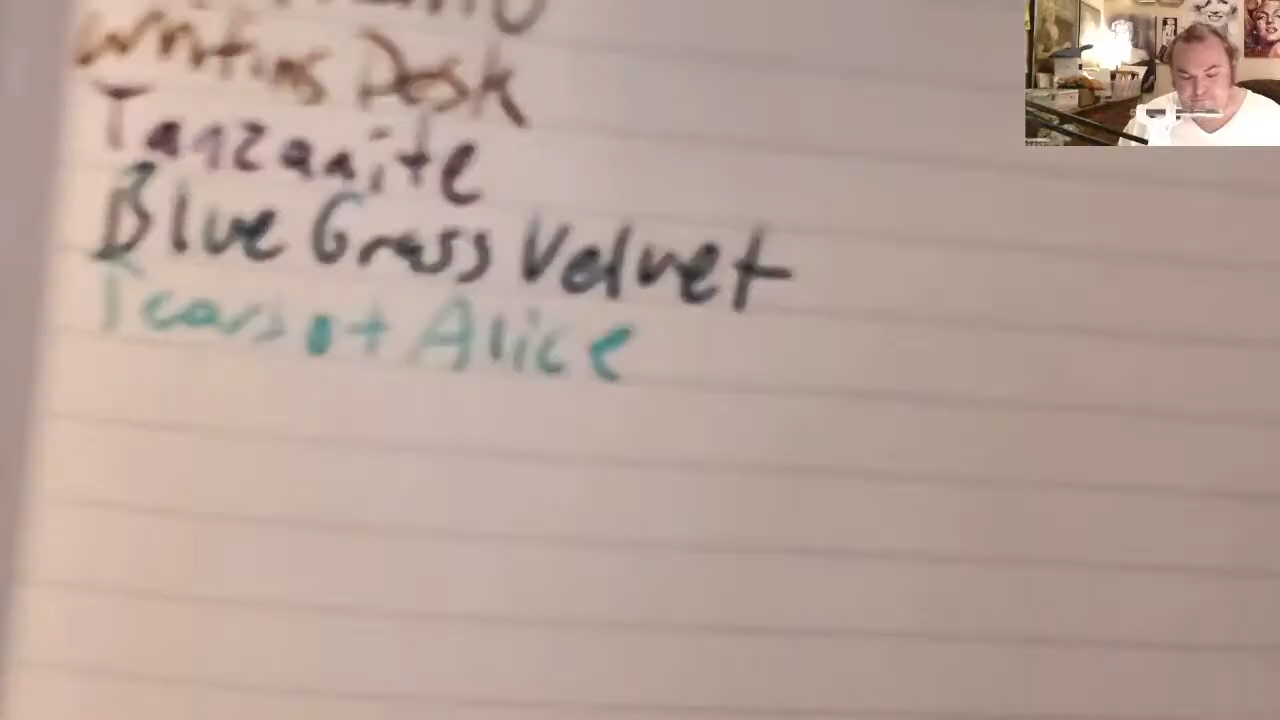 Writing Desk
Tanzanite
Blue Grass Velvet
Tears of Alice